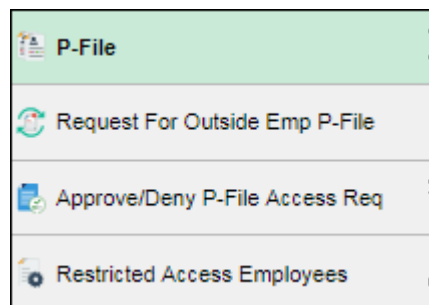 P-File
Request For Outside Emp P-File
Approve/Deny P-File Access Req
Restricted Access Employees